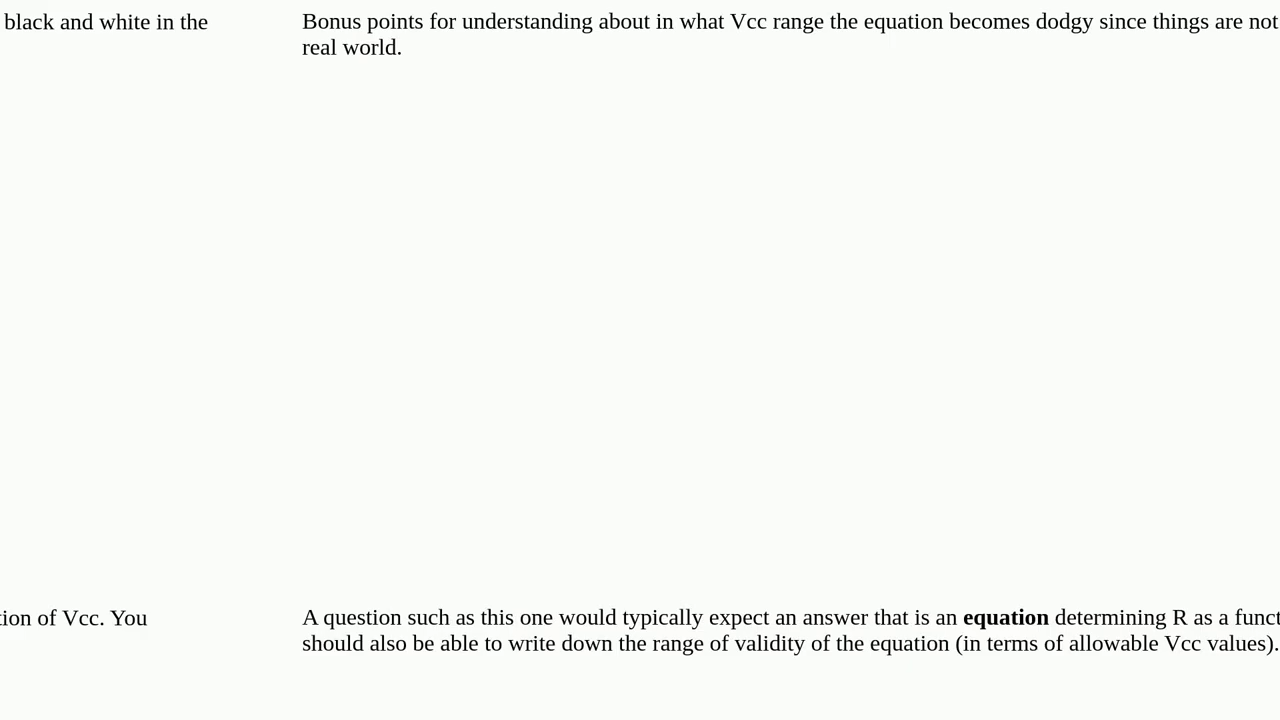 black and white in the
Bonus points for understanding about in what Vcc range the equation becomes dodgy since things are not
real world.
tion of Vcc. You
A question such as this one would typically expect an answer that is an equation determining R as a funct
should also be able to write down the range of validity of the equation (in terms of allowable Vcc values).